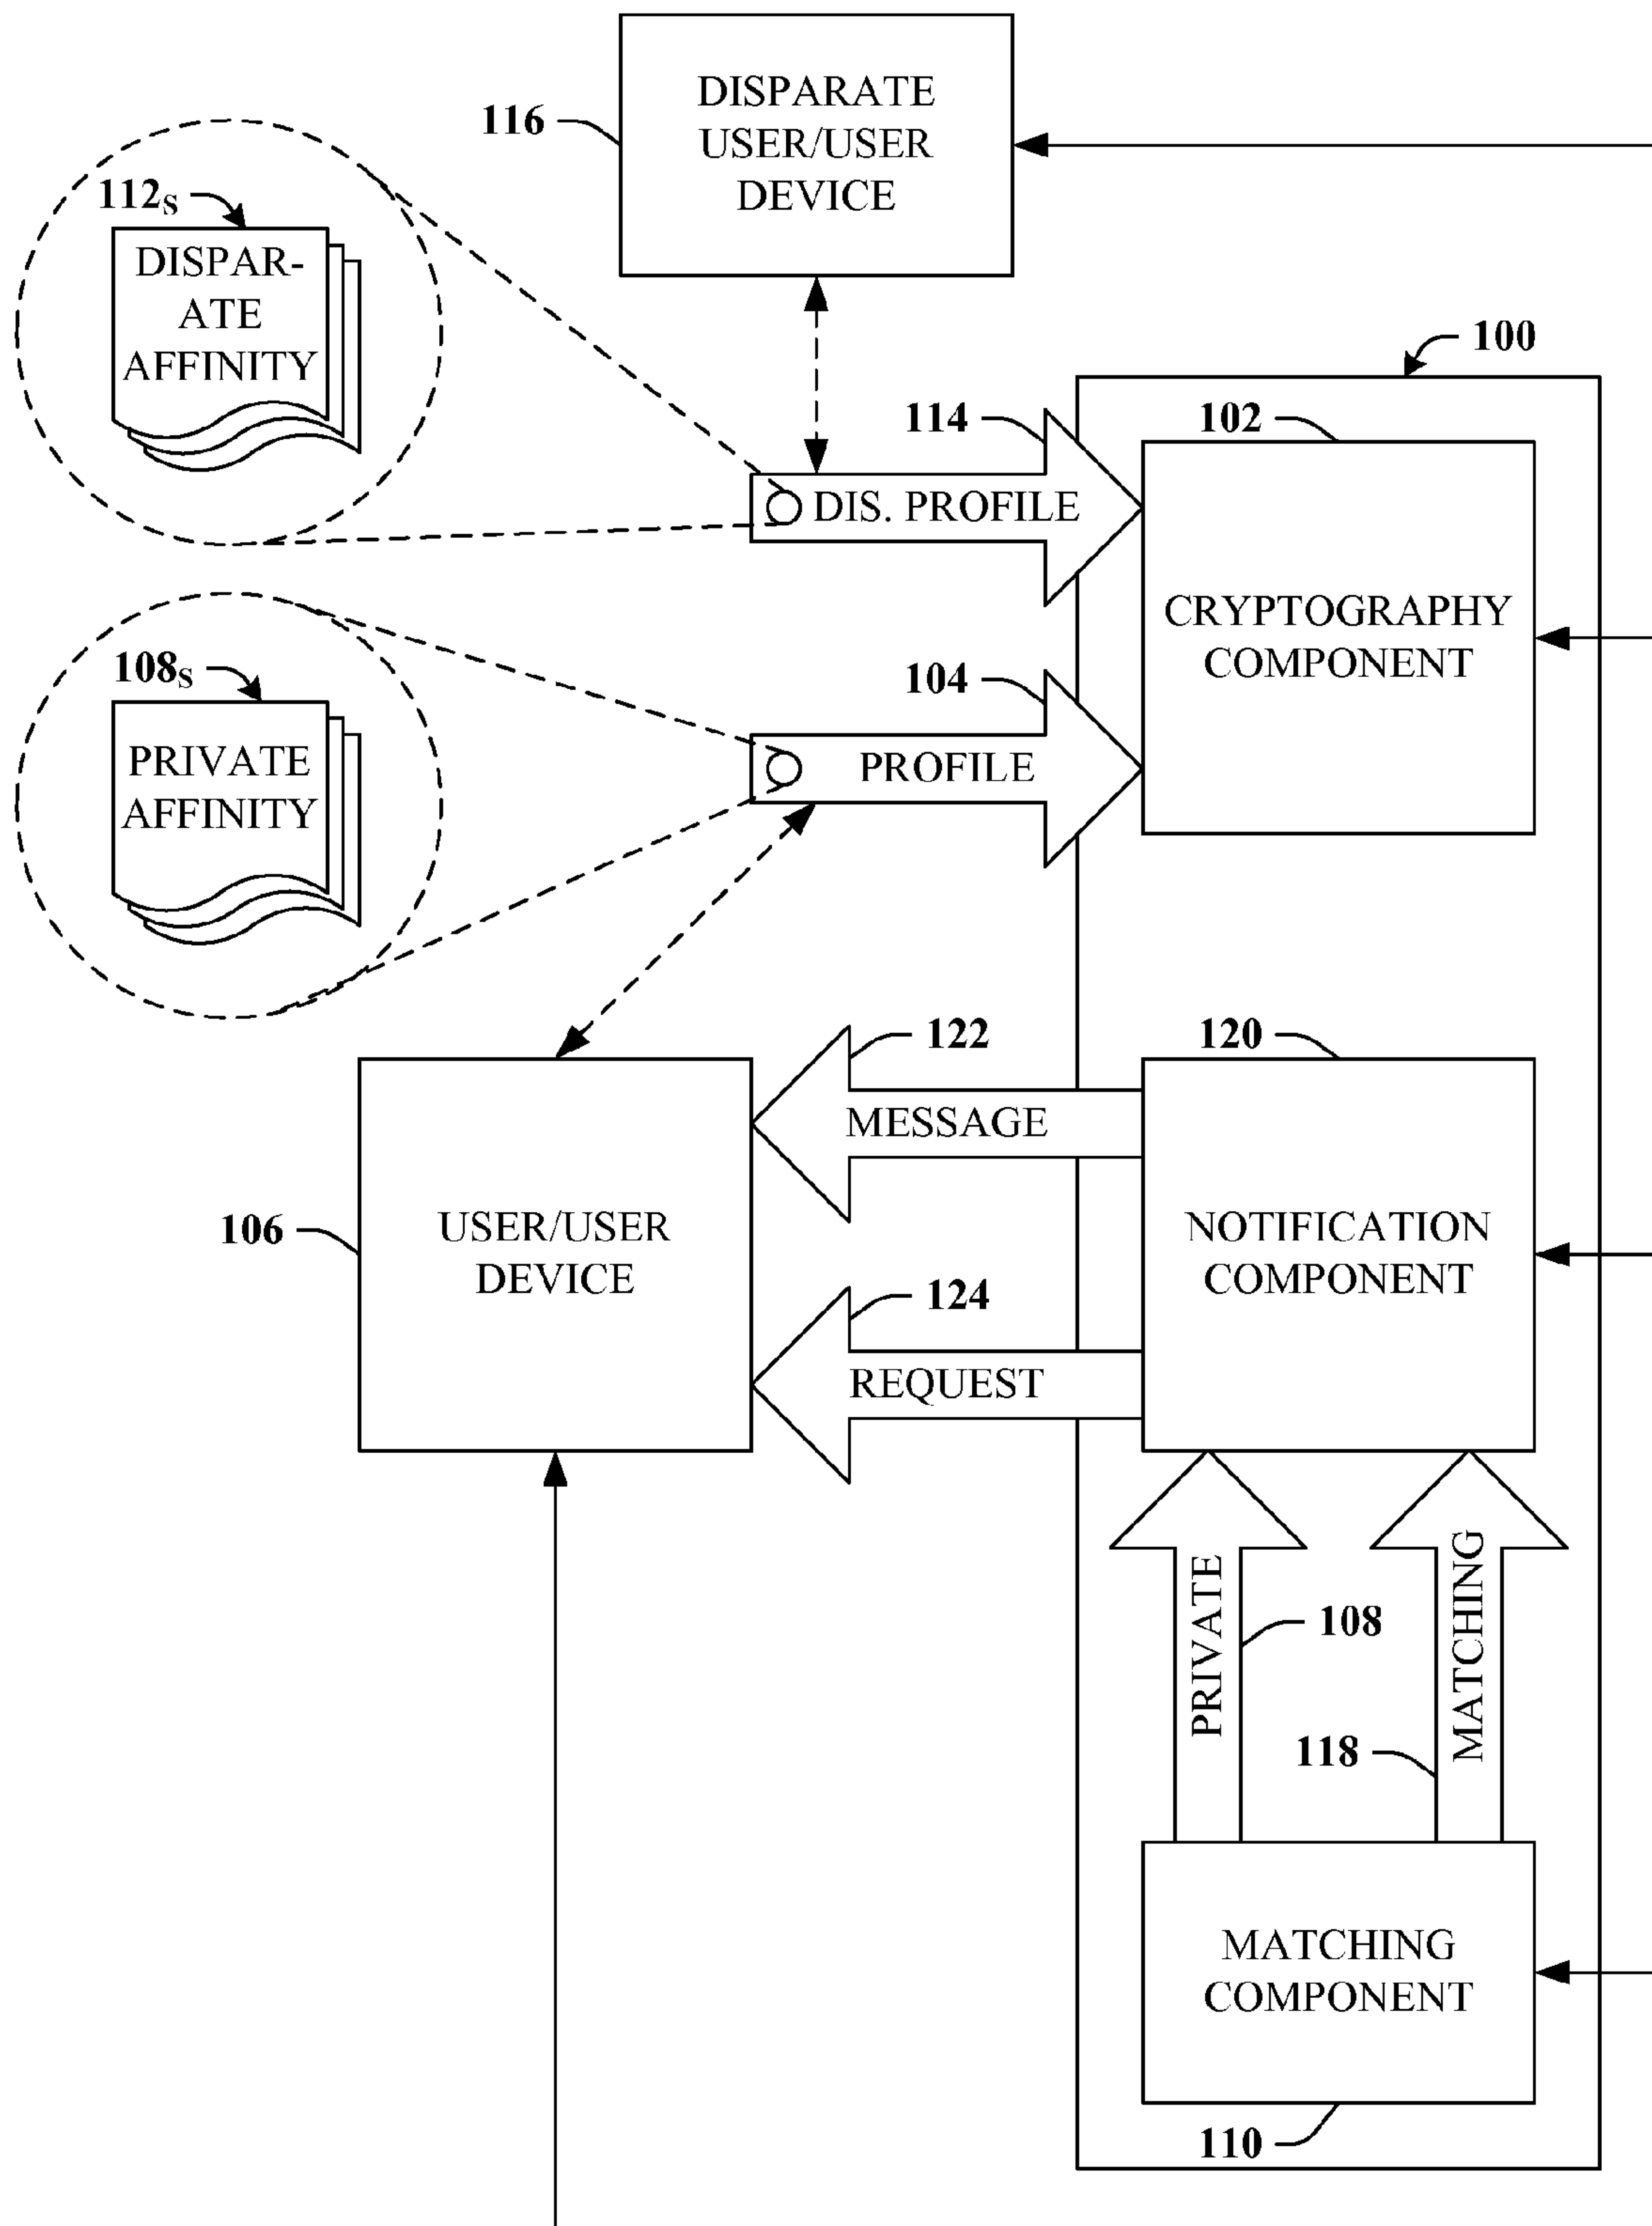 DISPARATE
USER/USER
DEVICE
116
112S
DISPAR-
ATE
AFFINITY
100
114
102
DIS. PROFILE
CRYPTOGRAPHY
COMPONENT
108S
104
PRIVATE
AFFINITY
PROFILE
122
120
MESSAGE
106
USER/USER
DEVICE
NOTIFICATION
COMPONENT
124
REQUEST
PRIVATE
108
MATCHING
118
MATCHING
COMPONENT
110